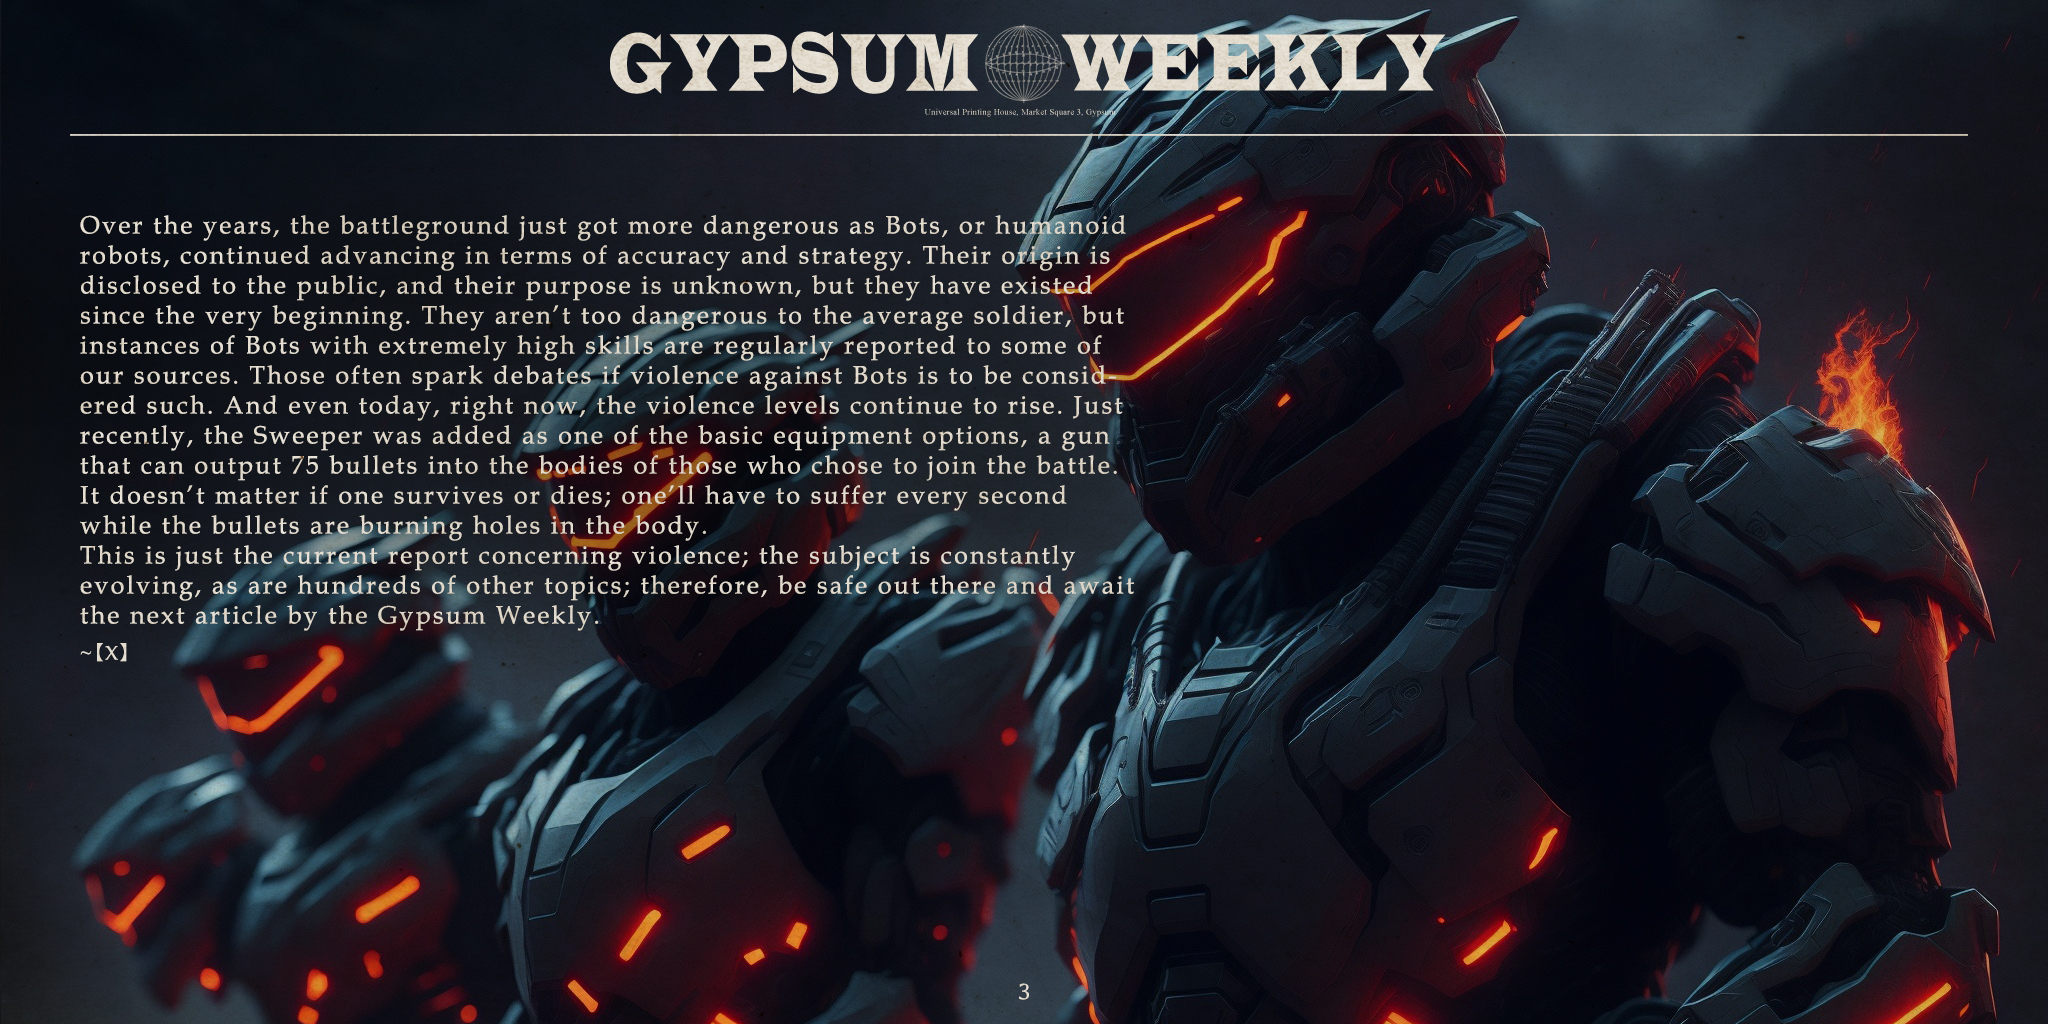 GYPSUM WEEKLY
Universal Printing House, Market Square 3, Gypsum
Over the years, the battleground just got more dangerous as Bots, or humanoid
robots, continued advancing in terms of accuracy and strategy. Their origin is
disclosed to the public, and their purpose is unknown, but they have existed
since the very beginning. They aren’t too dangerous to the average soldier, but
instances of Bots with extremely high skills are regularly reported to some of
our sources. Those often spark debates if violence against Bots is to be consid-
ered such. And even today, right now, the violence levels continue to rise. Just
recently, the Sweeper was added as one of the basic equipment options, a gun
that can output 75 bullets into the bodies of those who chose to join the battle.
It doesn’t matter if one survives or dies; one’ll have to suffer every second
while the bullets are burning holes in the body.
This is just the current report concerning violence; the subject is constantly
evolving, as are hundreds of other topics; therefore, be safe out there and await
the next article by the Gypsum Weekly.
~【X】
3